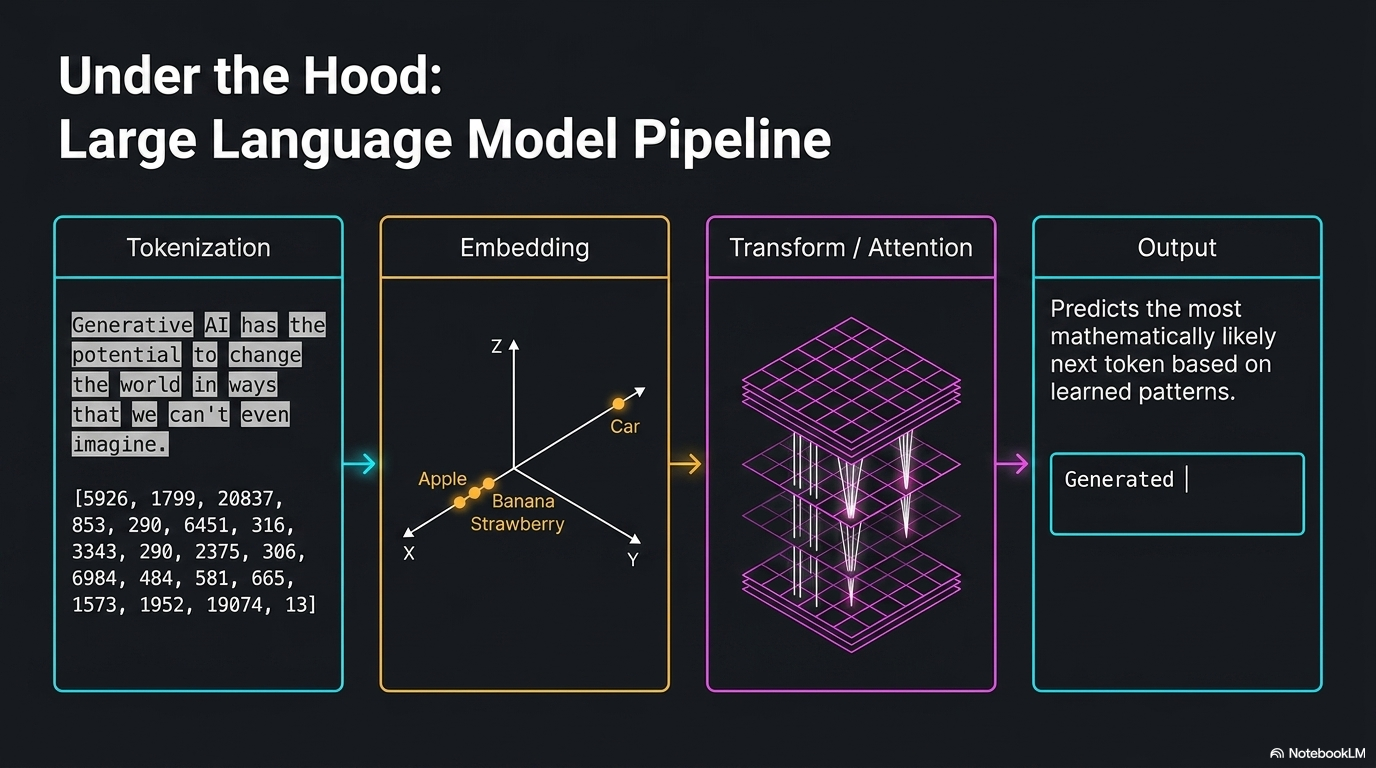 Under the Hood:
Large Language Model Pipeline
Tokenization
Generative AI has the
potential to change
the world in ways
that we can't even
imagine.
[5926, 1799, 20837,
853, 290, 6451, 316,
3343, 290, 2375, 306,
6984, 484, 581, 665,
1573, 1952, 19074, 13]
Embedding
Z
Car
Apple
Banana
Strawberry
X
Y
Transform / Attention
Output
Predicts the most
mathematically likely
next token based on
learned patterns.
Generated |
NotebookLM